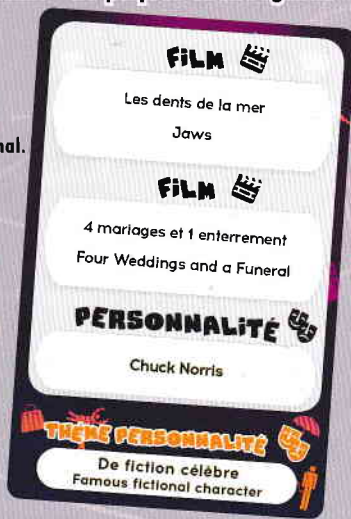 nal.
FiLM
Les dents de la mer
Jaws
FiLM
4 mariages et 1 enterrement
Four Weddings and a Funeral
PERSONNALiTÉ
Chuck Norris
THÈME PERSONNALiTÉ
De fiction célèbre
Famous fictional character